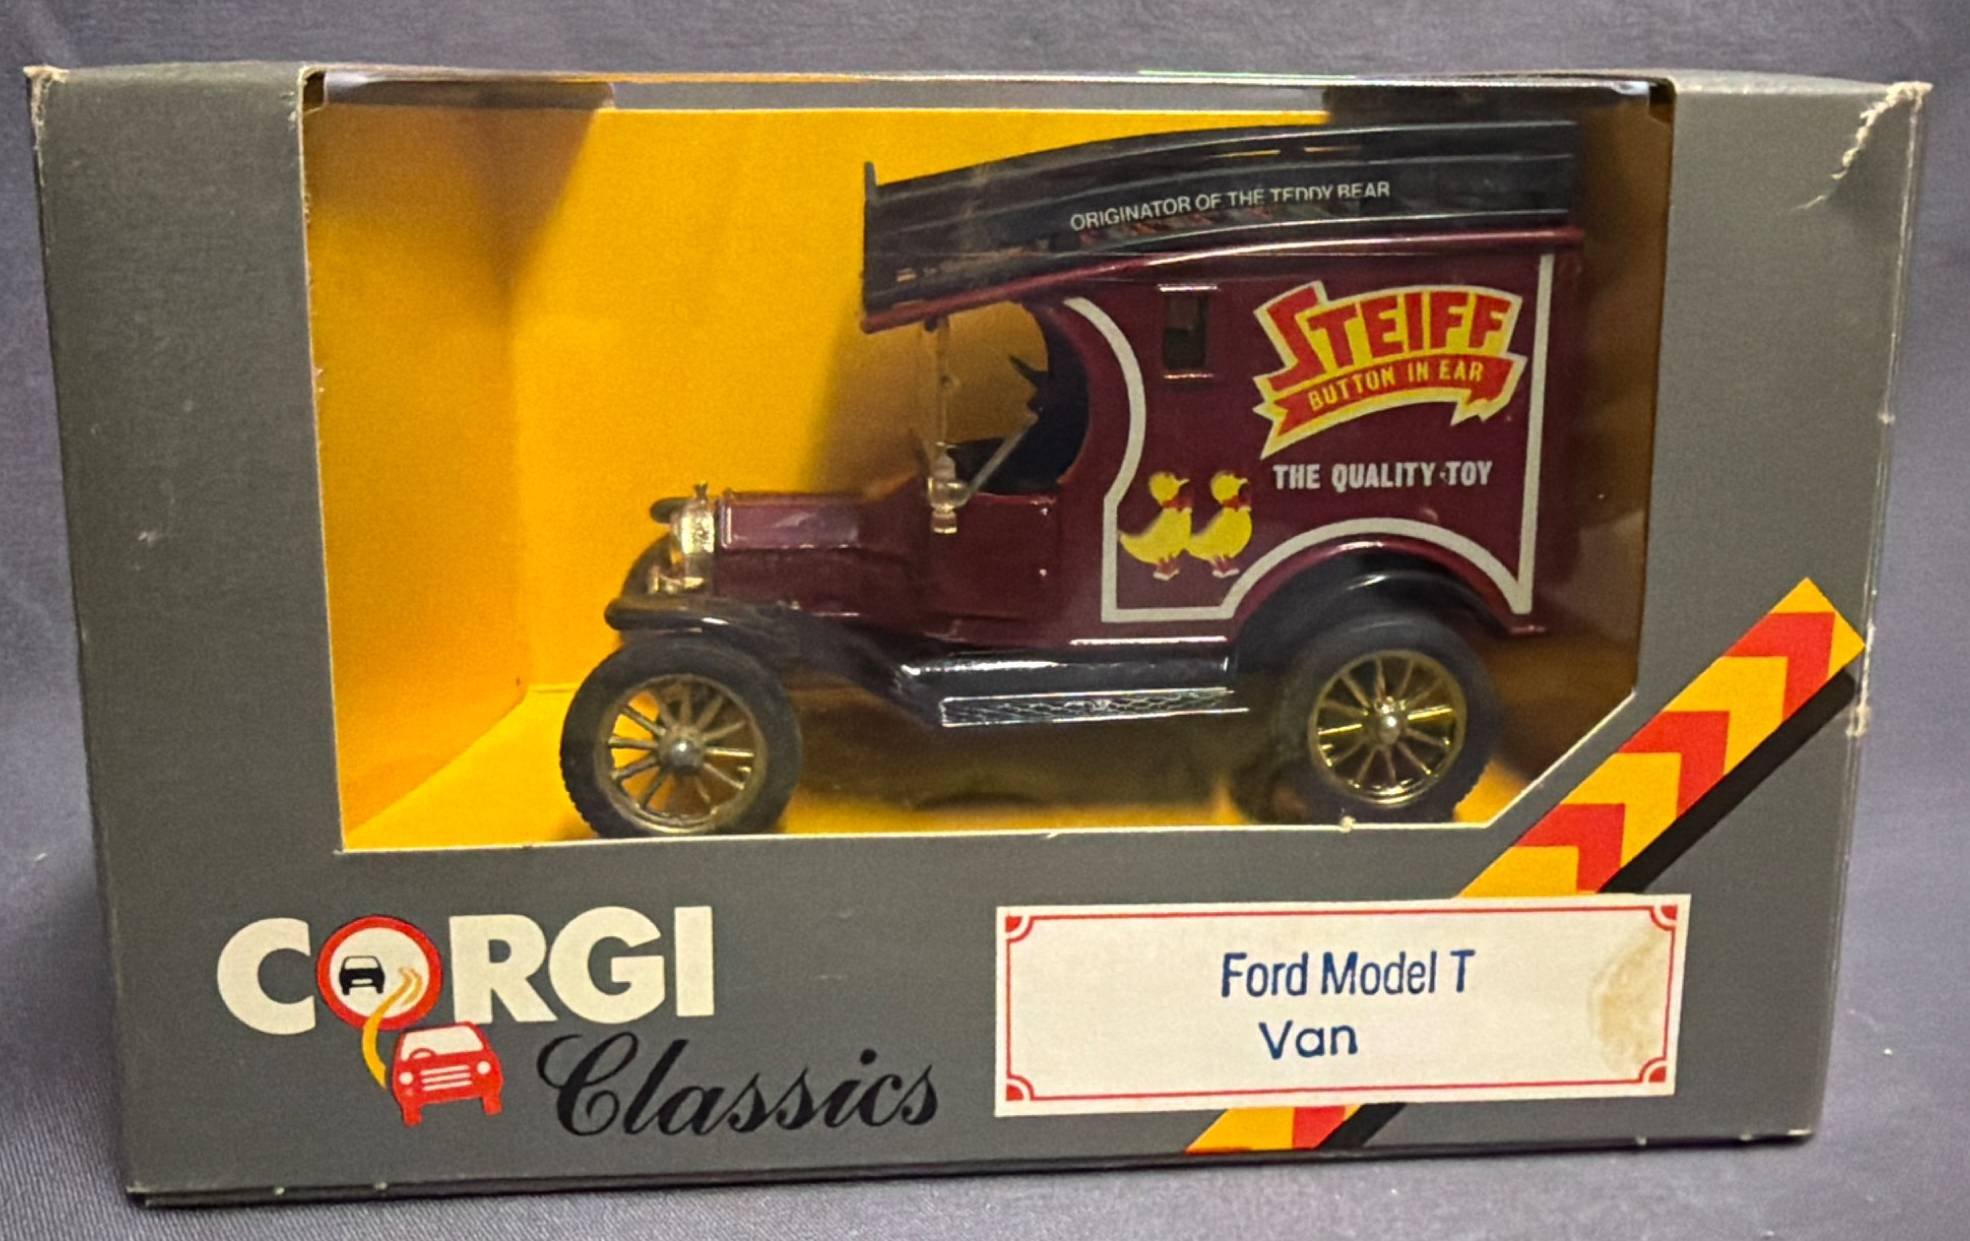 ORIGINATOR OF THE TEDDY BEAR
STEIFF
BUTTON IN EAR
THE QUALITY TOY
CORGI
Classics
Ford Model T
Van